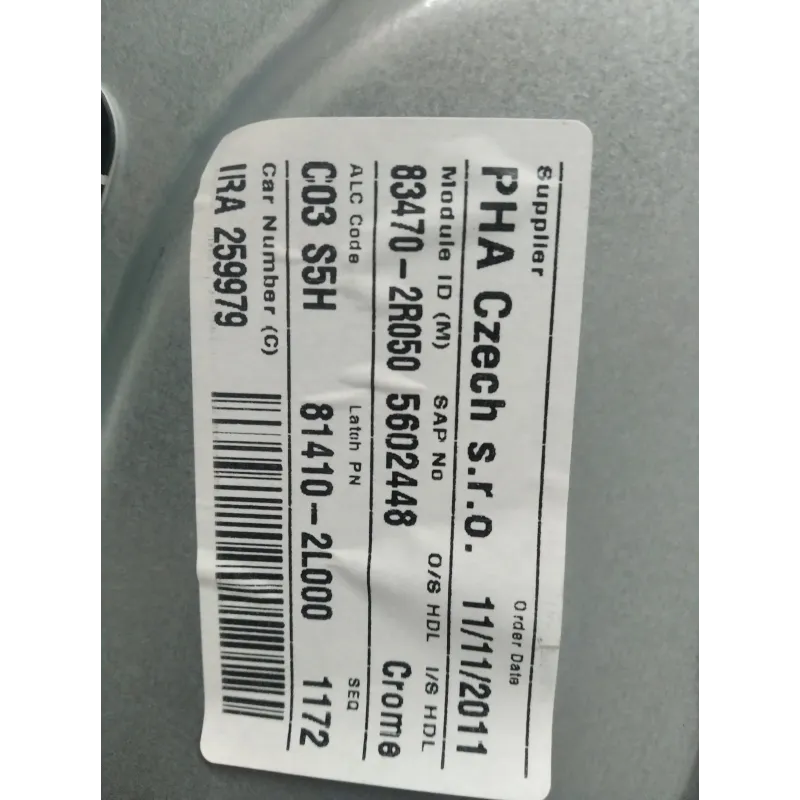 Supplier Order Date
PHA Czech s.r.o. 11/11/2011
Module ID (M) SAP No O/S HDL I/S HDL
83470-2R050 5602448 Crome
ALC Code Latch PN SEQ
C03 S5H 81410-2L000 1172
Car Number (C)
IRA 259979